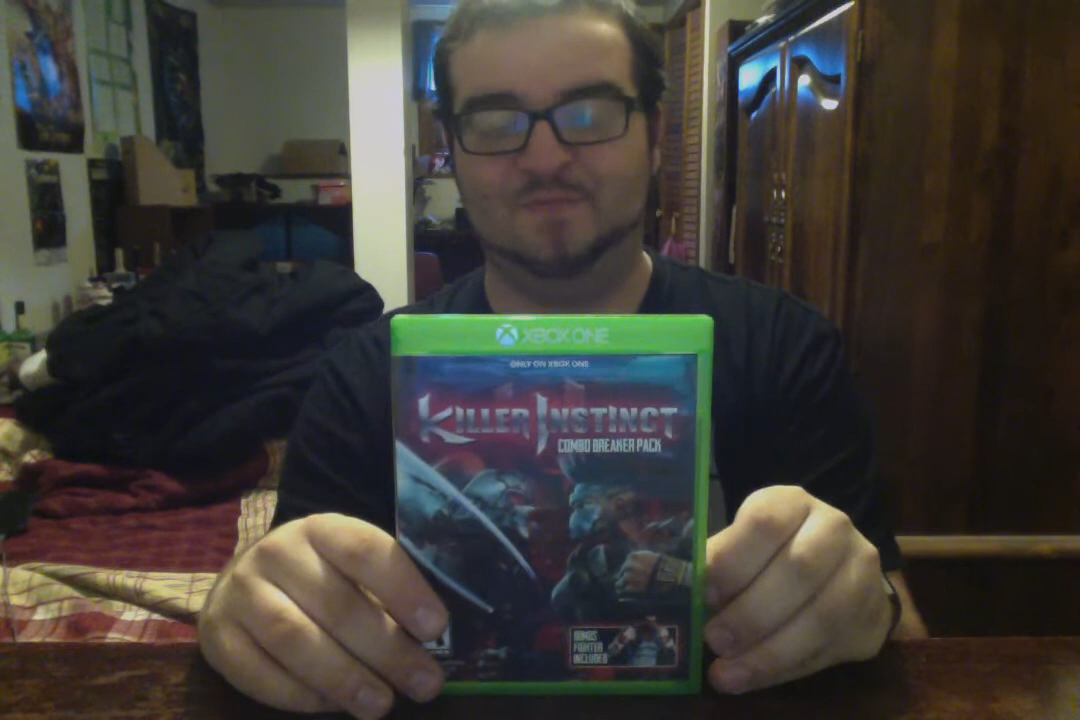 XBOX ONE
ONLY ON XBOX ONE
KILLER INSTINCT
COMBO BREAKER PACK
BONUS
FIGHTER
INCLUDED